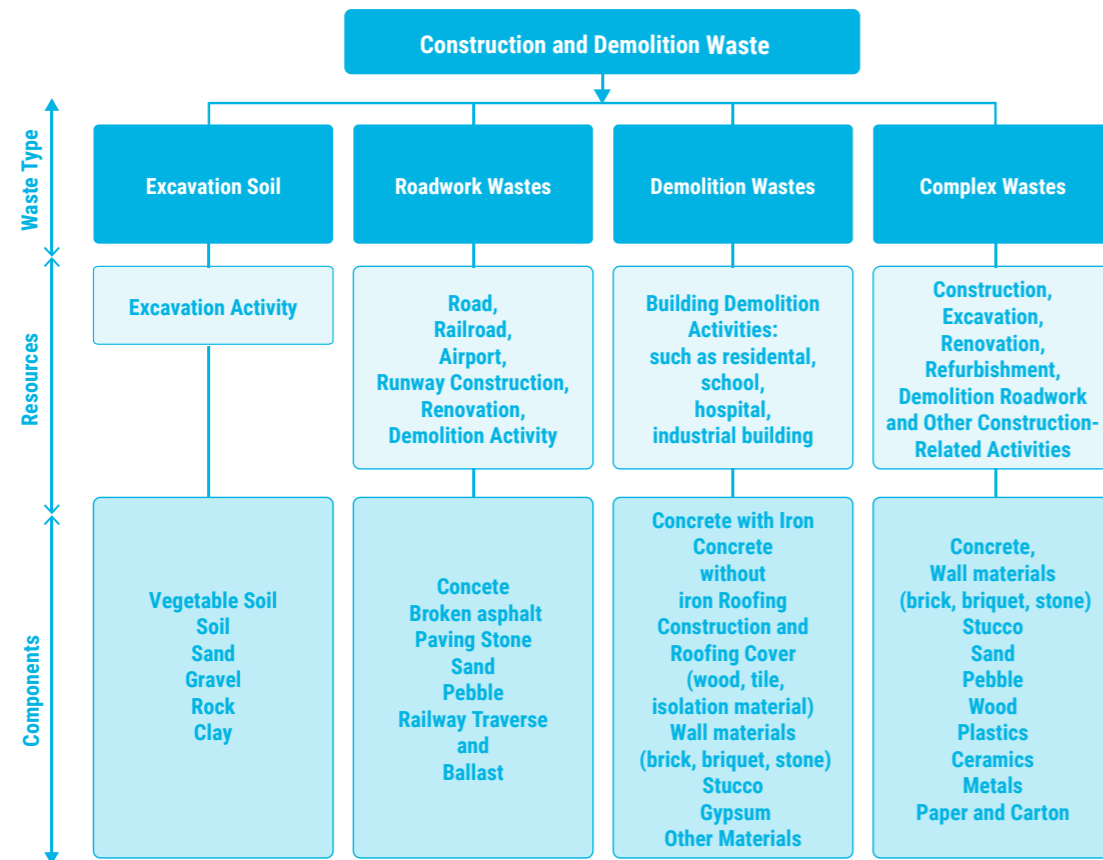 Construction and Demolition Waste
Waste Type
Excavation Soil
Roadwork Wastes
Demolition Wastes
Complex Wastes
Resources
Excavation Activity
Road,
Railroad,
Airport,
Runway Construction,
Renovation,
Demolition Activity
Building Demolition
Activities:
such as residental,
school,
hospital,
industrial building
Construction,
Excavation,
Renovation,
Refurbishment,
Demolition Roadwork
and Other Construction-
Related Activities
Components
Vegetable Soil
Soil
Sand
Gravel
Rock
Clay
Concete
Broken asphalt
Paving Stone
Sand
Pebble
Railway Traverse
and
Ballast
Concrete with Iron
Concrete
without
iron Roofing
Construction and
Roofing Cover
(wood, tile,
isolation material)
Wall materials
(brick, briquet, stone)
Stucco
Gypsum
Other Materials
Concrete,
Wall materials
(brick, briquet, stone)
Stucco
Sand
Pebble
Wood
Plastics
Ceramics
Metals
Paper and Carton